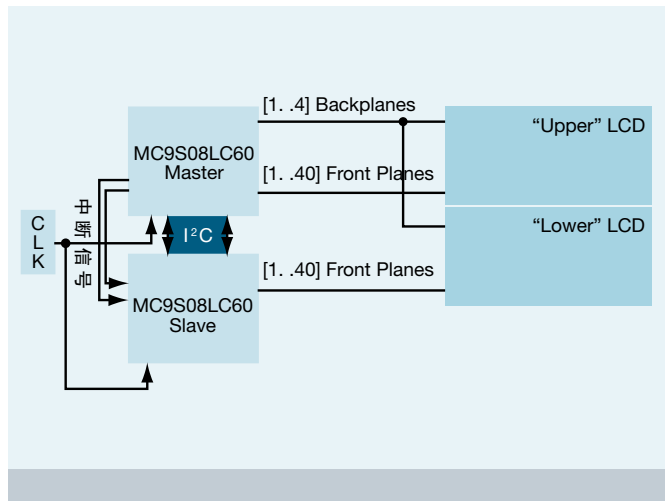 [1. .4] Backplanes
“Upper” LCD
MC9S08LC60
Master
[1. .40] Front Planes
中断信号
CLK
I²C
“Lower” LCD
[1. .40] Front Planes
MC9S08LC60
Slave